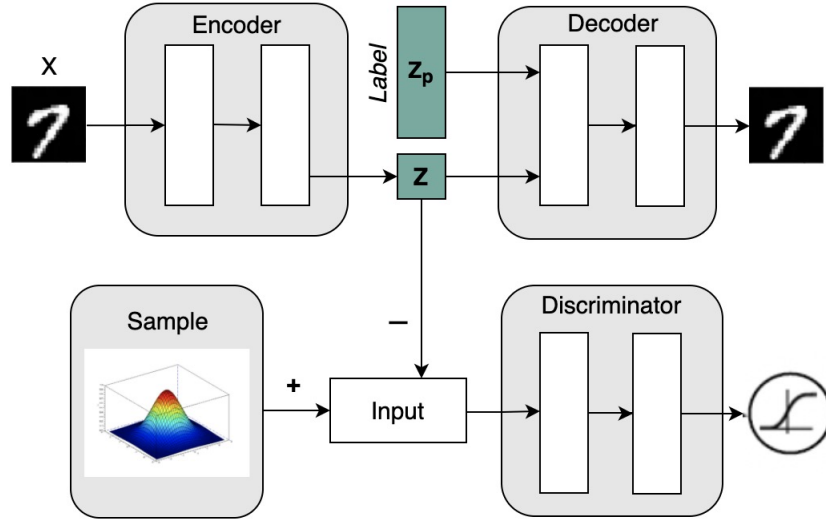 Encoder
Decoder
X
Label
Zp
Z
Sample
–
Discriminator
+
Input